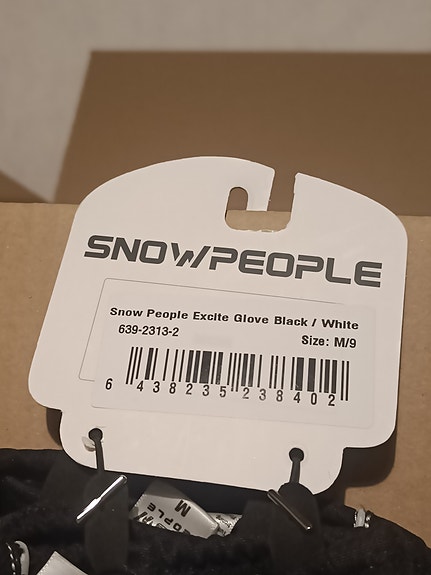 SNOWPEOPLE
Snow People Excite Glove Black / White
639-2313-2
Size: M/9
6 438235 238402
M